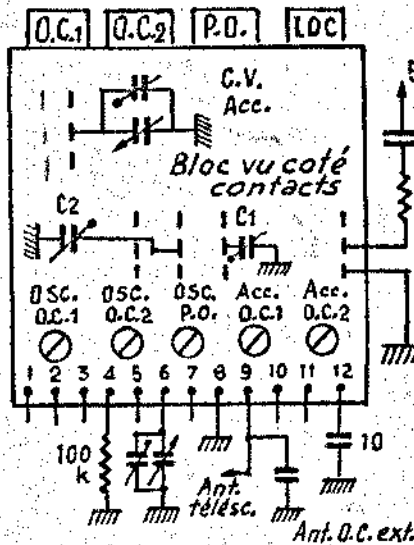 O.C.1 O.C.2 P.O. LOC
C.V.
Acc.
Bloc vu coté
contacts
C2
C1
OSC. OSC. OSC. Acc. Acc.
O.C.1 O.C.2 P.O. O.C.1 O.C.2
1 2 3 4 5 6 7 8 9 10 11 12
100
k
10
Ant.
télésc.
Ant. O.C. ext.